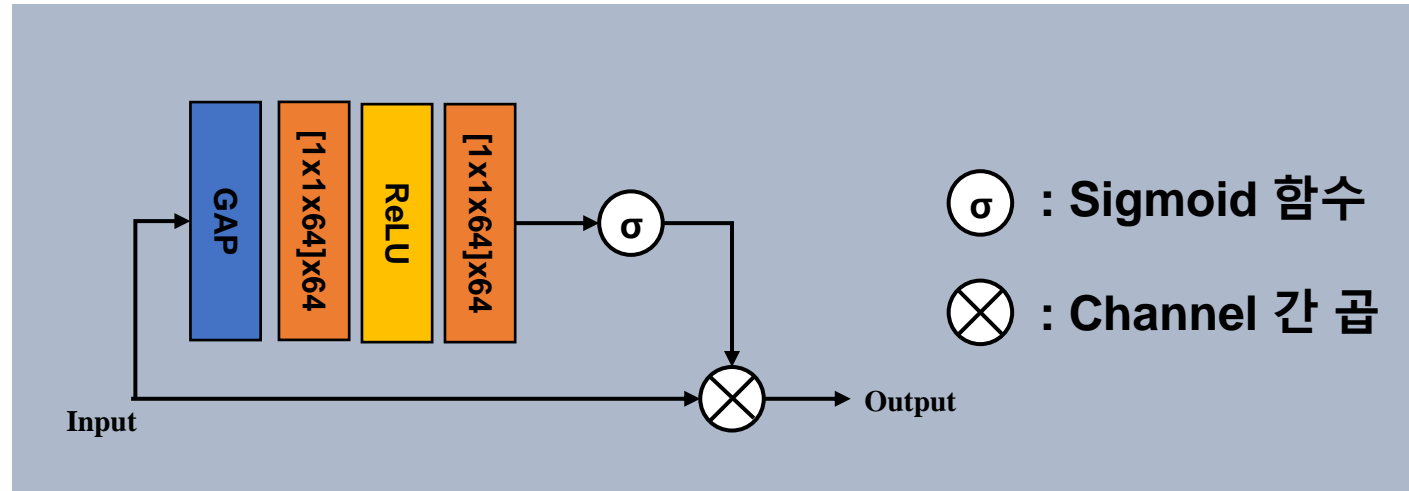 GAP
[1x1x64]x64
ReLU
[1x1x64]x64
σ
Input
Output
σ : Sigmoid 함수
: Channel 간 곱